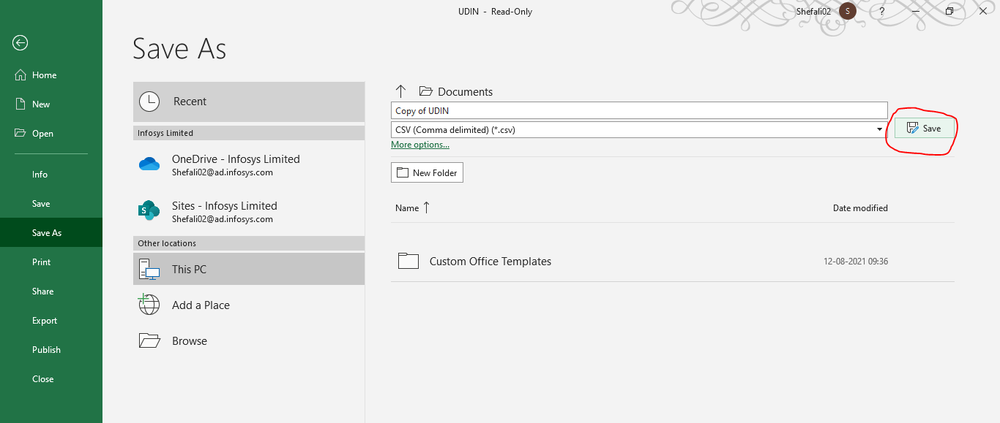 UDIN - Read-Only
Shefali02
S
?
Home
New
Open
Info
Save
Save As
Print
Share
Export
Publish
Close
Save As
Recent
Infosys Limited
OneDrive - Infosys Limited
Shefali02@ad.infosys.com
S
Sites - Infosys Limited
Shefali02@ad.infosys.com
Other locations
This PC
Add a Place
Browse
Documents
Copy of UDIN
CSV (Comma delimited) (*.csv)
Save
More options...
New Folder
Name
Date modified
Custom Office Templates
12-08-2021 09:36